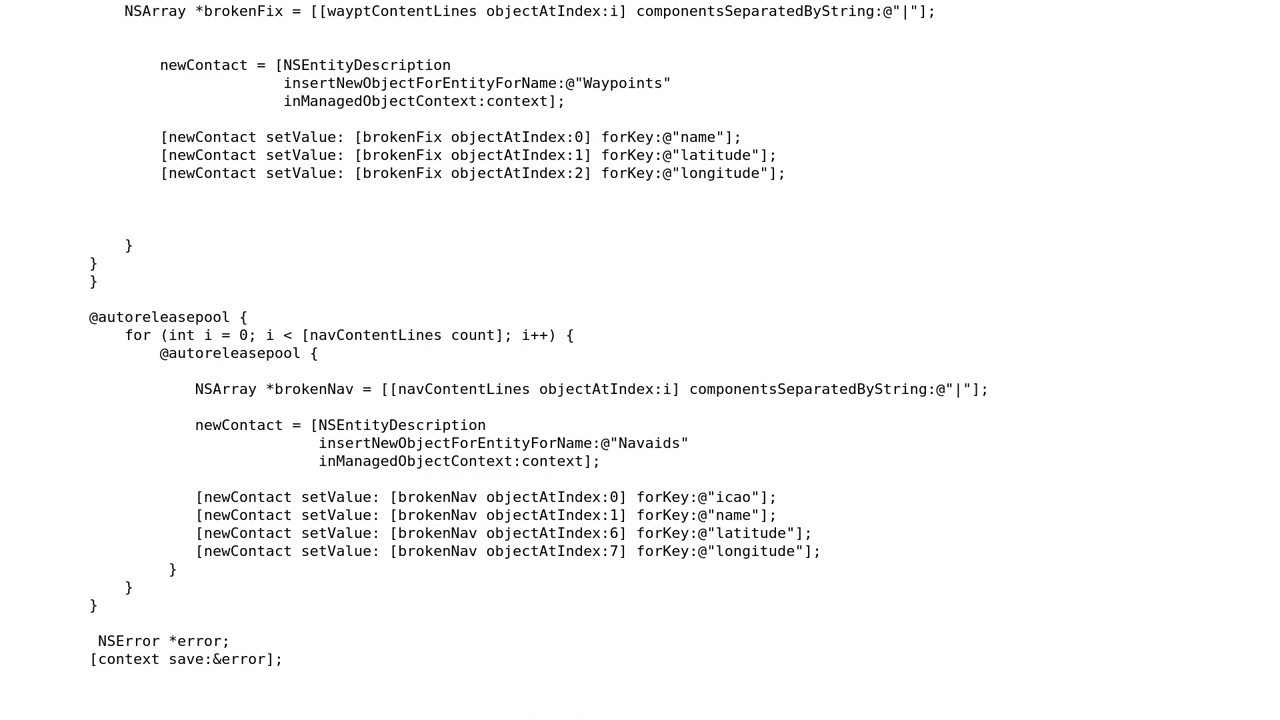 NSArray *brokenFix = [[wayptContentLines objectAtIndex:i] componentsSeparatedByString:@"|"];
newContact = [NSEntityDescription
insertNewObjectForEntityForName:@"Waypoints"
inManagedObjectContext:context];
[newContact setValue: [brokenFix objectAtIndex:0] forKey:@"name"];
[newContact setValue: [brokenFix objectAtIndex:1] forKey:@"latitude"];
[newContact setValue: [brokenFix objectAtIndex:2] forKey:@"longitude"];
}
}
}
@autoreleasepool {
for (int i = 0; i < [navContentLines count]; i++) {
@autoreleasepool {
NSArray *brokenNav = [[navContentLines objectAtIndex:i] componentsSeparatedByString:@"|"];
newContact = [NSEntityDescription
insertNewObjectForEntityForName:@"Navaids"
inManagedObjectContext:context];
[newContact setValue: [brokenNav objectAtIndex:0] forKey:@"icao"];
[newContact setValue: [brokenNav objectAtIndex:1] forKey:@"name"];
[newContact setValue: [brokenNav objectAtIndex:6] forKey:@"latitude"];
[newContact setValue: [brokenNav objectAtIndex:7] forKey:@"longitude"];
}
}
}
NSError *error;
[context save:&error];